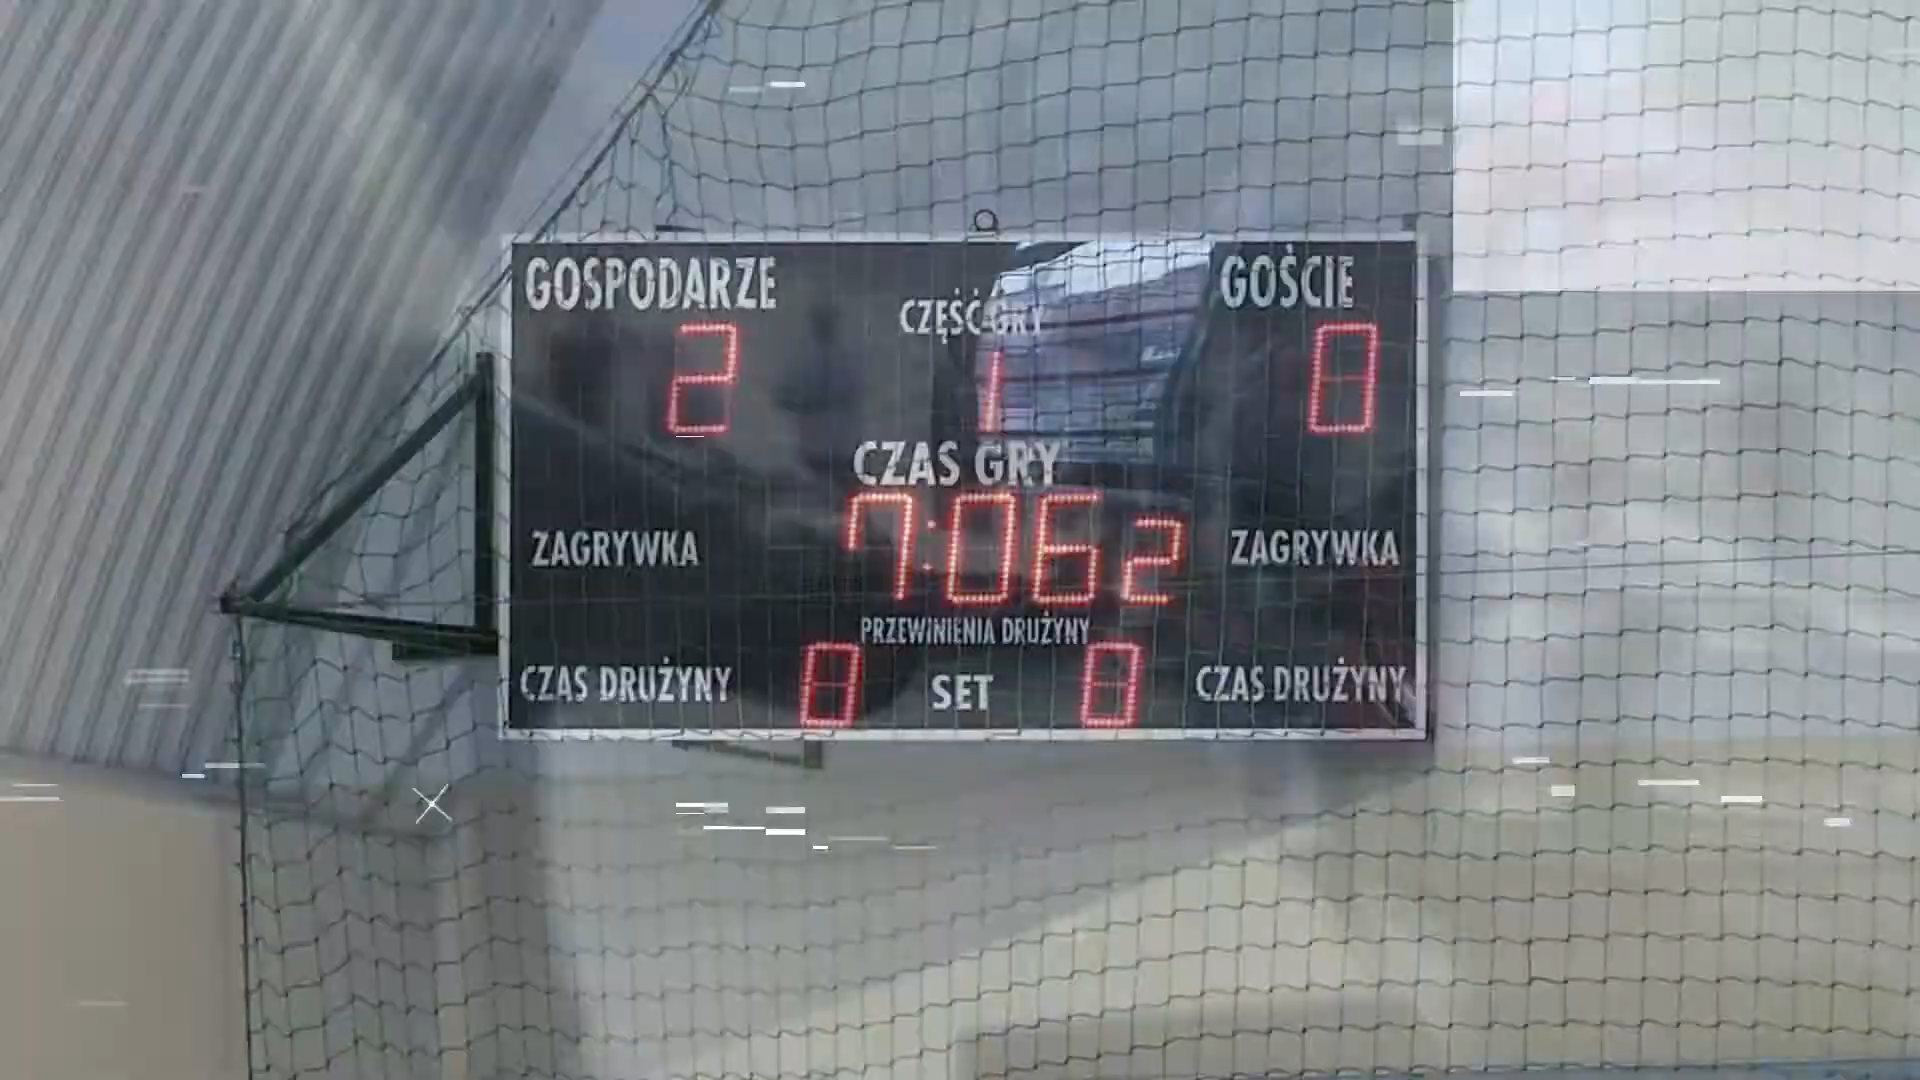 GOSPODARZE
CZĘŚĆ GRY
GOŚCIE
2
1
0
CZAS GRY
ZAGRYWKA
7:06 2
ZAGRYWKA
PRZEWINIENIA DRUŻYNY
CZAS DRUŻYNY
0
SET
0
CZAS DRUŻYNY